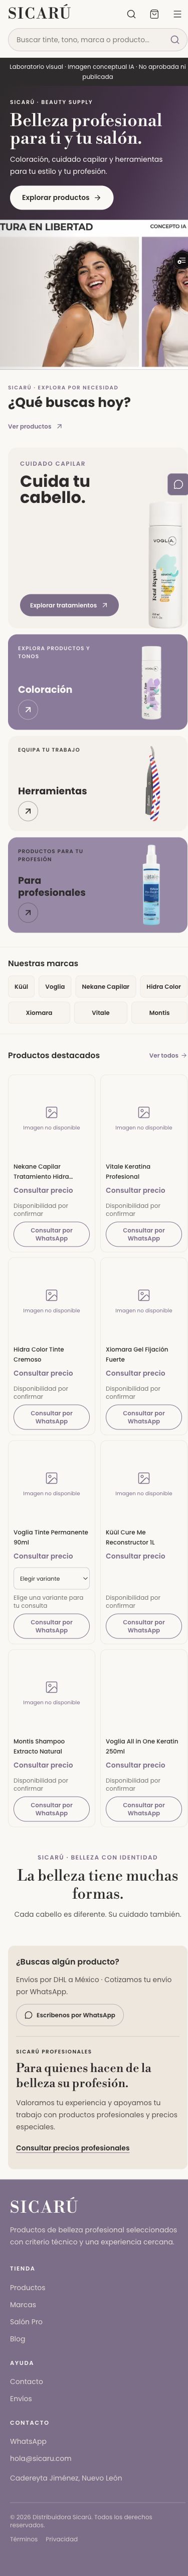 SICARÚ
Buscar tinte, tono, marca o producto...
Laboratorio visual · Imagen conceptual IA · No aprobada ni
publicada
SICARÚ · BEAUTY SUPPLY
Belleza profesional
para ti y tu salón.
Coloración, cuidado capilar y herramientas
para tu estilo y tu profesión.
Explorar productos →
TURA EN LIBERTAD
CONCEPTO IA
SICARÚ · EXPLORA POR NECESIDAD
¿Qué buscas hoy?
Ver productos
CUIDADO CAPILAR
Cuida tu
cabello.
VOGLIA
Total Repair
Explorar tratamientos
EXPLORA PRODUCTOS Y
TONOS
Coloración
EQUIPA TU TRABAJO
Herramientas
PRODUCTOS PARA TU
PROFESIÓN
Para
profesionales
Nuestras marcas
Küül
Voglia
Nekane Capilar
Hidra Color
Xiomara
Vitale
Montis
Productos destacados
Ver todos →
Imagen no disponible
Nekane Capilar
Tratamiento Hidra...
Consultar precio
Disponibilidad por
confirmar
Consultar por
WhatsApp
Imagen no disponible
Vitale Keratina
Profesional
Consultar precio
Disponibilidad por
confirmar
Consultar por
WhatsApp
Imagen no disponible
Hidra Color Tinte
Cremoso
Consultar precio
Disponibilidad por
confirmar
Consultar por
WhatsApp
Imagen no disponible
Xiomara Gel Fijación
Fuerte
Consultar precio
Disponibilidad por
confirmar
Consultar por
WhatsApp
Imagen no disponible
Voglia Tinte Permanente
90ml
Consultar precio
Elegir variante
Elige una variante para
tu consulta
Consultar por
WhatsApp
Imagen no disponible
Küül Cure Me
Reconstructor 1L
Consultar precio
Disponibilidad por
confirmar
Consultar por
WhatsApp
Imagen no disponible
Montis Shampoo
Extracto Natural
Consultar precio
Disponibilidad por
confirmar
Consultar por
WhatsApp
Imagen no disponible
Voglia All in One Keratin
250ml
Consultar precio
Disponibilidad por
confirmar
Consultar por
WhatsApp
SICARÚ · BELLEZA CON IDENTIDAD
La belleza tiene muchas
formas.
Cada cabello es diferente. Su cuidado también.
¿Buscas algún producto?
Envíos por DHL a México · Cotizamos tu envío
por WhatsApp.
Escríbenos por WhatsApp
SICARÚ PROFESIONALES
Para quienes hacen de la
belleza su profesión.
Valoramos tu experiencia y apoyamos tu
trabajo con productos profesionales y precios
especiales.
Consultar precios profesionales
SICARÚ
Productos de belleza profesional seleccionados
con criterio técnico y una experiencia cercana.
TIENDA
Productos
Marcas
Salón Pro
Blog
AYUDA
Contacto
Envíos
CONTACTO
WhatsApp
hola@sicaru.com
Cadereyta Jiménez, Nuevo León
© 2026 Distribuidora Sicarú. Todos los derechos
reservados.
Términos
Privacidad